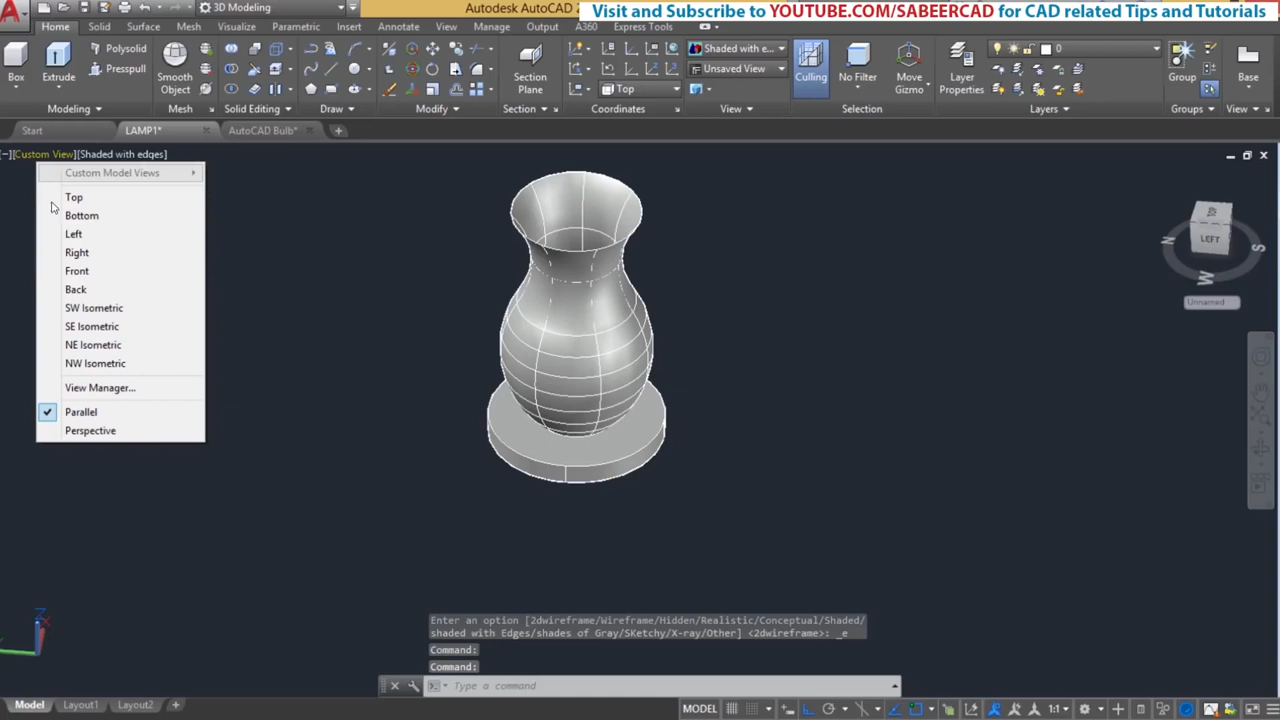 3D Modeling
Autodesk AutoCAD 2
Visit and Subscribe to YOUTUBE.COM/SABEERCAD for CAD related Tips and Tutorials
Home Solid Surface Mesh Visualize Parametric Insert Annotate View Manage Output A360 Express Tools
Box
Extrude
Polysolid
Presspull
Smooth
Object
Section
Plane
Shaded with e...
Unsaved View
Top
Culling
No Filter
Move
Gizmo
Layer
Properties
0
Group
Base
Modeling Mesh Solid Editing Draw Modify Section Coordinates View Selection Layers Groups View
Start LAMP1* AutoCAD Bulb*
[−][Custom View][Shaded with edges]
Custom Model Views
Top
Bottom
Left
Right
Front
Back
SW Isometric
SE Isometric
NE Isometric
NW Isometric
View Manager...
Parallel
Perspective
TOP
LEFT
N
S
W
Unnamed
Z
X
Enter an option [2dwireframe/Wireframe/Hidden/Realistic/Conceptual/Shaded/
shaded with Edges/shades of Gray/SKetchy/X-ray/Other] <2dwireframe>: _e
Command:
Command:
Type a command
Model Layout1 Layout2 +
MODEL 1:1